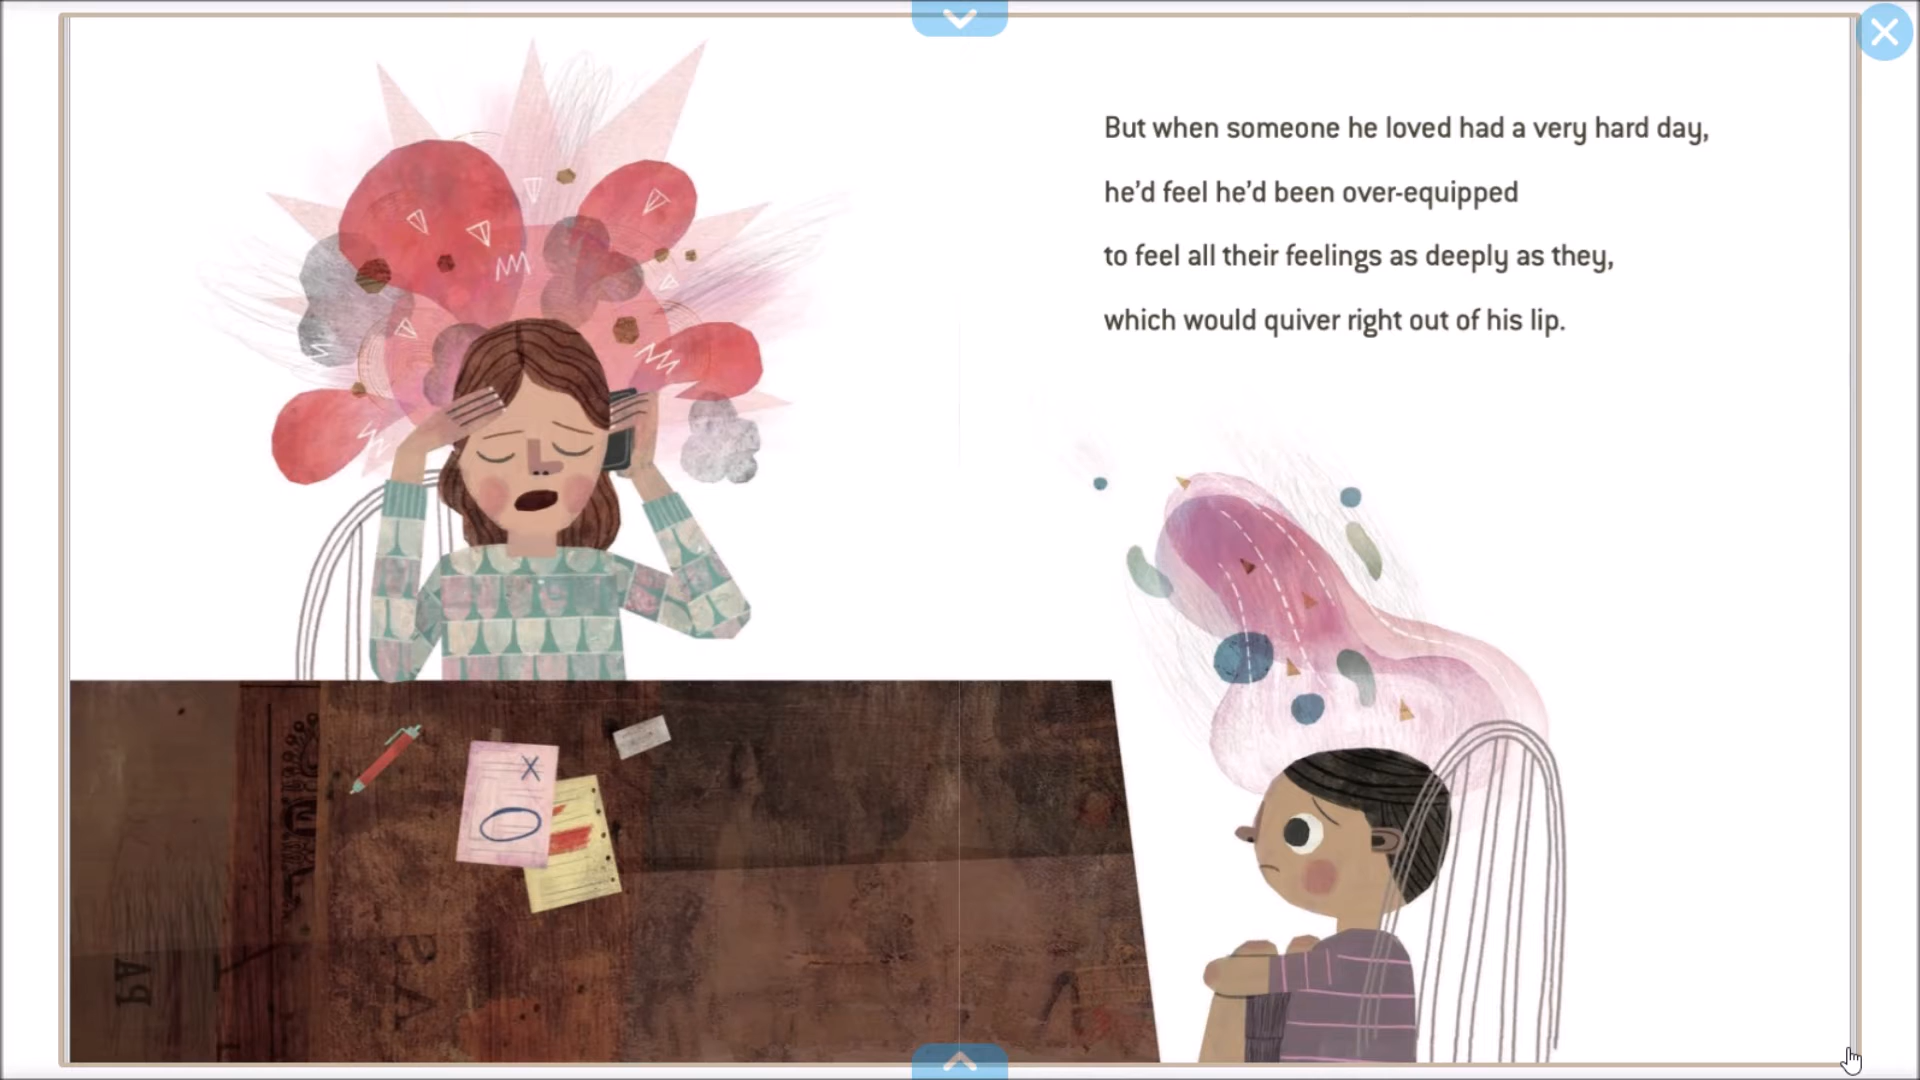 But when someone he loved had a very hard day,
he'd feel he'd been over-equipped
to feel all their feelings as deeply as they,
which would quiver right out of his lip.